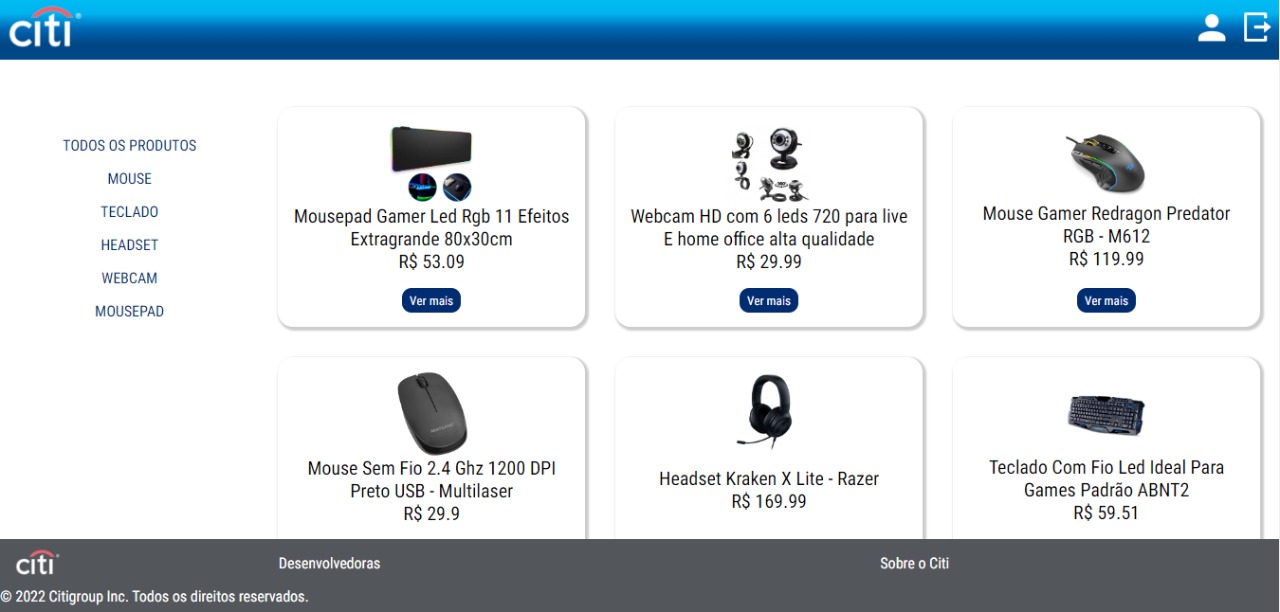 citi
TODOS OS PRODUTOS
MOUSE
TECLADO
HEADSET
WEBCAM
MOUSEPAD
Mousepad Gamer Led Rgb 11 Efeitos
Extragrande 80x30cm
R$ 53.09
Ver mais
Webcam HD com 6 leds 720 para live
E home office alta qualidade
R$ 29.99
Ver mais
Mouse Gamer Redragon Predator
RGB - M612
R$ 119.99
Ver mais
Mouse Sem Fio 2.4 Ghz 1200 DPI
Preto USB - Multilaser
R$ 29.9
Headset Kraken X Lite - Razer
R$ 169.99
Teclado Com Fio Led Ideal Para
Games Padrão ABNT2
R$ 59.51
citi
Desenvolvedoras
Sobre o Citi
© 2022 Citigroup Inc. Todos os direitos reservados.